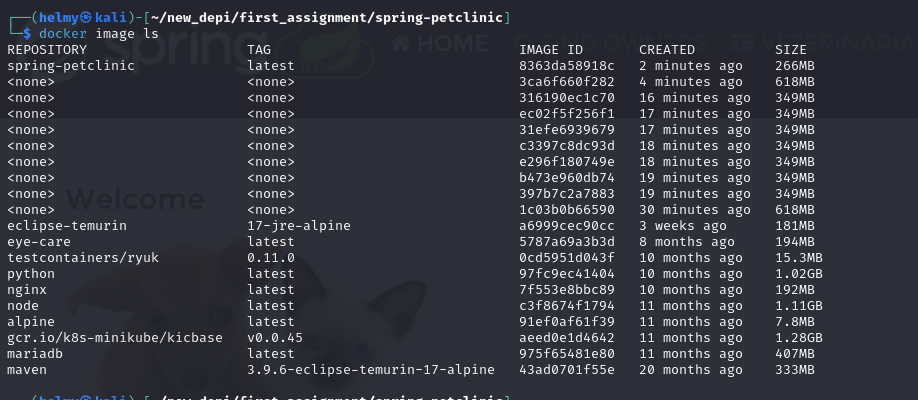 ┌──(helmy㉿kali)-[~/new_depi/first_assignment/spring-petclinic]
└─$ docker image ls
REPOSITORY TAG IMAGE ID CREATED SIZE
spring-petclinic latest 8363da58918c 2 minutes ago 266MB
<none> <none> 3ca6f660f282 4 minutes ago 618MB
<none> <none> 316190ec1c70 16 minutes ago 349MB
<none> <none> ec02f5f256f1 17 minutes ago 349MB
<none> <none> 31efe6939679 17 minutes ago 349MB
<none> <none> c3397c8dc93d 18 minutes ago 349MB
<none> <none> e296f180749e 18 minutes ago 349MB
<none> <none> b473e960db74 19 minutes ago 349MB
<none> <none> 397b7c2a7883 19 minutes ago 349MB
<none> <none> 1c03b0b66590 30 minutes ago 618MB
eclipse-temurin 17-jre-alpine a6999cec90cc 3 weeks ago 181MB
eye-care latest 5787a69a3b3d 8 months ago 194MB
testcontainers/ryuk 0.11.0 0cd5951d043f 10 months ago 15.3MB
python latest 97fc9ec41404 10 months ago 1.02GB
nginx latest 7f553e8bbc89 10 months ago 192MB
node latest c3f8674f1794 11 months ago 1.11GB
alpine latest 91ef0af61f39 11 months ago 7.8MB
gcr.io/k8s-minikube/kicbase v0.0.45 aeed0e1d4642 11 months ago 1.28GB
mariadb latest 975f65481e80 11 months ago 407MB
maven 3.9.6-eclipse-temurin-17-alpine 43ad0701f55e 20 months ago 333MB
┌──(helmy㉿kali)-[~/new_depi/first_assignment/spring-petclinic]
spring
HOME
FIND OWNERS
VETERINARIA
Welcome